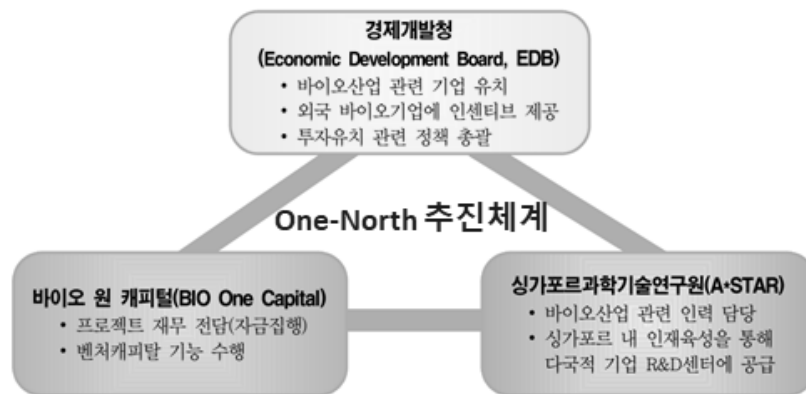 경제개발청
(Economic Development Board, EDB)
• 바이오산업 관련 기업 유치
• 외국 바이오기업에 인센티브 제공
• 투자유치 관련 정책 총괄
One-North 추진체계
바이오 원 캐피털(BIO One Capital)
• 프로젝트 재무 전담(자금집행)
• 벤처캐피탈 기능 수행
싱가포르과학기술연구원(A*STAR)
• 바이오산업 관련 인력 담당
• 싱가포르 내 인재육성을 통해
다국적 기업 R&D센터에 공급